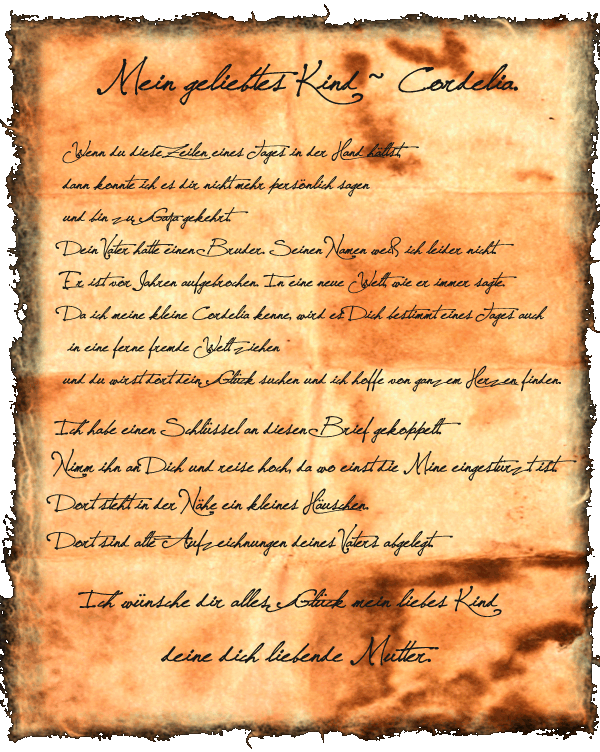 Mein geliebtes Kind ~ Cordelia.
Wenn du diese Zeilen eines Tages in der Hand hältst,
dann konnte ich es dir nicht mehr persönlich sagen
und bin zu Gaja gekehrt.
Dein Vater hatte einen Bruder. Seinen Namen weiß ich leider nicht.
Er ist vor Jahren aufgebrochen. In eine neue Welt, wie er immer sagte.
Da ich meine kleine Cordelia kenne, wird es Dich bestimmt eines Tages auch
in eine ferne fremde Welt ziehen
und du wirst dort dein Glück suchen und ich hoffe von ganzem Herzen finden.
Ich habe einen Schlüssel an diesen Brief gekoppelt.
Nimm ihn an Dich und reise hoch, da wo einst die Mine eingestürzt ist.
Dort steht in der Nähe ein kleines Häuschen.
Dort sind alte Aufzeichnungen deines Vaters abgelegt.
Ich wünsche dir alles Glück mein liebes Kind,
deine dich liebende Mutter.